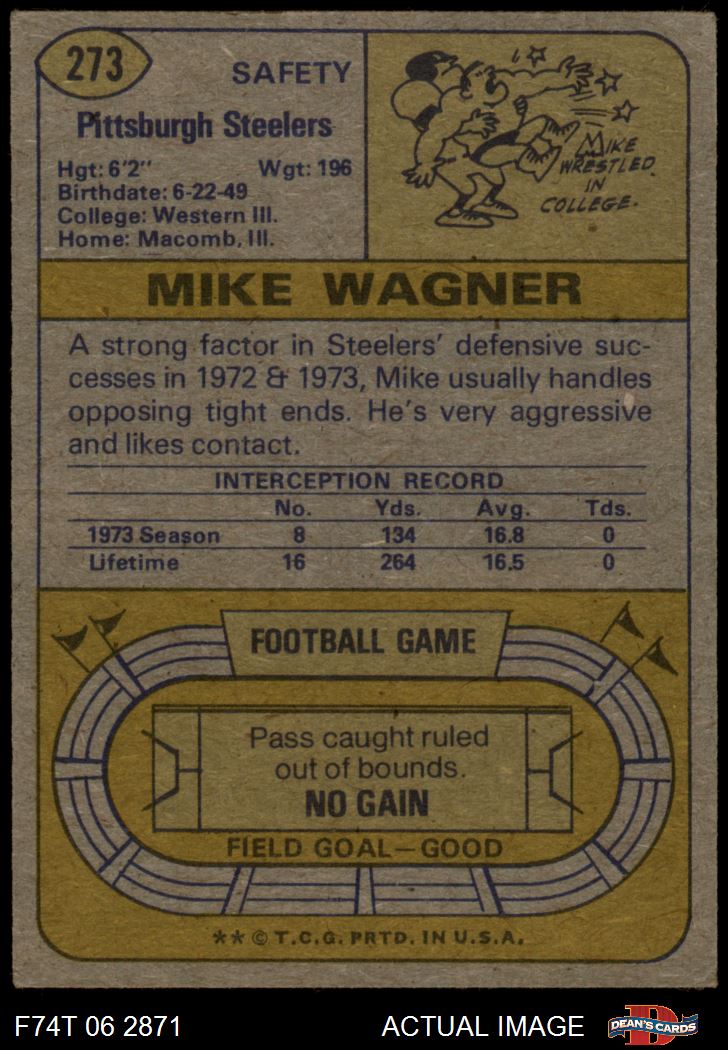 273
SAFETY
Pittsburgh Steelers
Hgt: 6'2" Wgt: 196
Birthdate: 6-22-49
College: Western Ill.
Home: Macomb, Ill.
MIKE
WRESTLED
IN
COLLEGE.
MIKE WAGNER
A strong factor in Steelers' defensive suc-
cesses in 1972 & 1973, Mike usually handles
opposing tight ends. He's very aggressive
and likes contact.
INTERCEPTION RECORD
No. Yds. Avg. Tds.
1973 Season 8 134 16.8 0
Lifetime 16 264 16.5 0
FOOTBALL GAME
Pass caught ruled
out of bounds.
NO GAIN
FIELD GOAL—GOOD
** © T.C.G. PRTD. IN U.S.A.
F74T 06 2871 ACTUAL IMAGE
D
DEAN'S CARDS